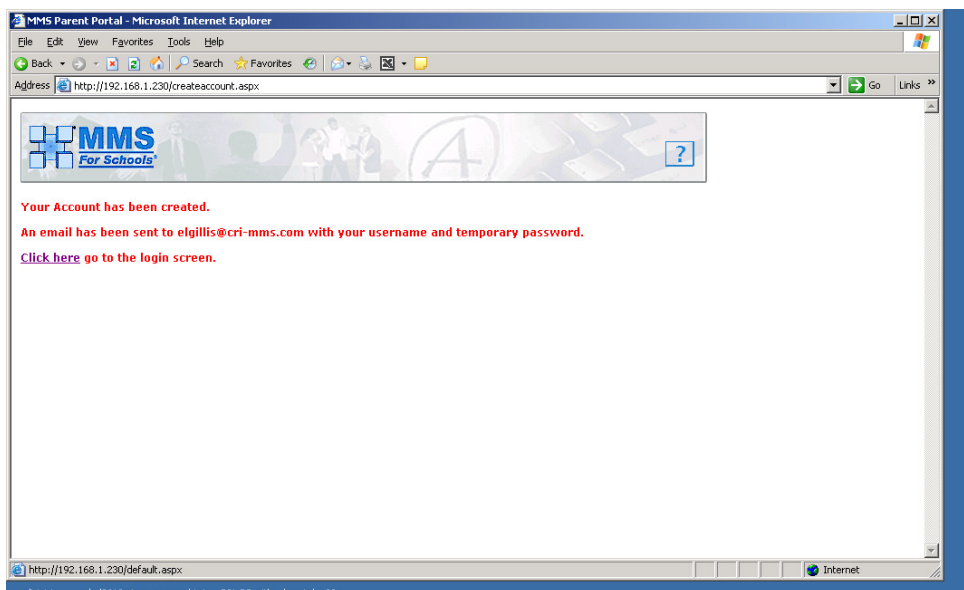 MMS Parent Portal - Microsoft Internet Explorer
File Edit View Favorites Tools Help
Back Search Favorites
Address http://192.168.1.230/createaccount.aspx Go Links »
MMS
For Schools
A
?
Your Account has been created.
An email has been sent to elgillis@cri-mms.com with your username and temporary password.
Click here go to the login screen.
http://192.168.1.230/default.aspx Internet